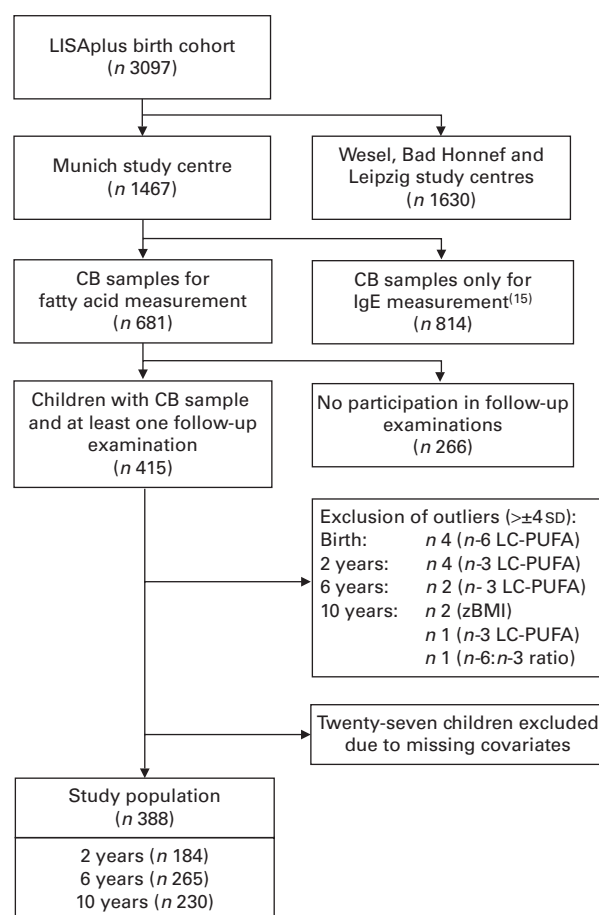 LISAplus birth cohort
(n 3097)
Munich study centre
(n 1467)
Wesel, Bad Honnef and
Leipzig study centres
(n 1630)
CB samples for
fatty acid measurement
(n 681)
CB samples only for
IgE measurement(15)
(n 814)
Children with CB sample
and at least one follow-up
examination
(n 415)
No participation in follow-up
examinations
(n 266)
Exclusion of outliers (>±4 SD):
Birth: n 4 (n-6 LC-PUFA)
2 years: n 4 (n-3 LC-PUFA)
6 years: n 2 (n- 3 LC-PUFA)
10 years: n 2 (zBMI)
n 1 (n-3 LC-PUFA)
n 1 (n-6:n-3 ratio)
Twenty-seven children excluded
due to missing covariates
Study population
(n 388)
2 years (n 184)
6 years (n 265)
10 years (n 230)